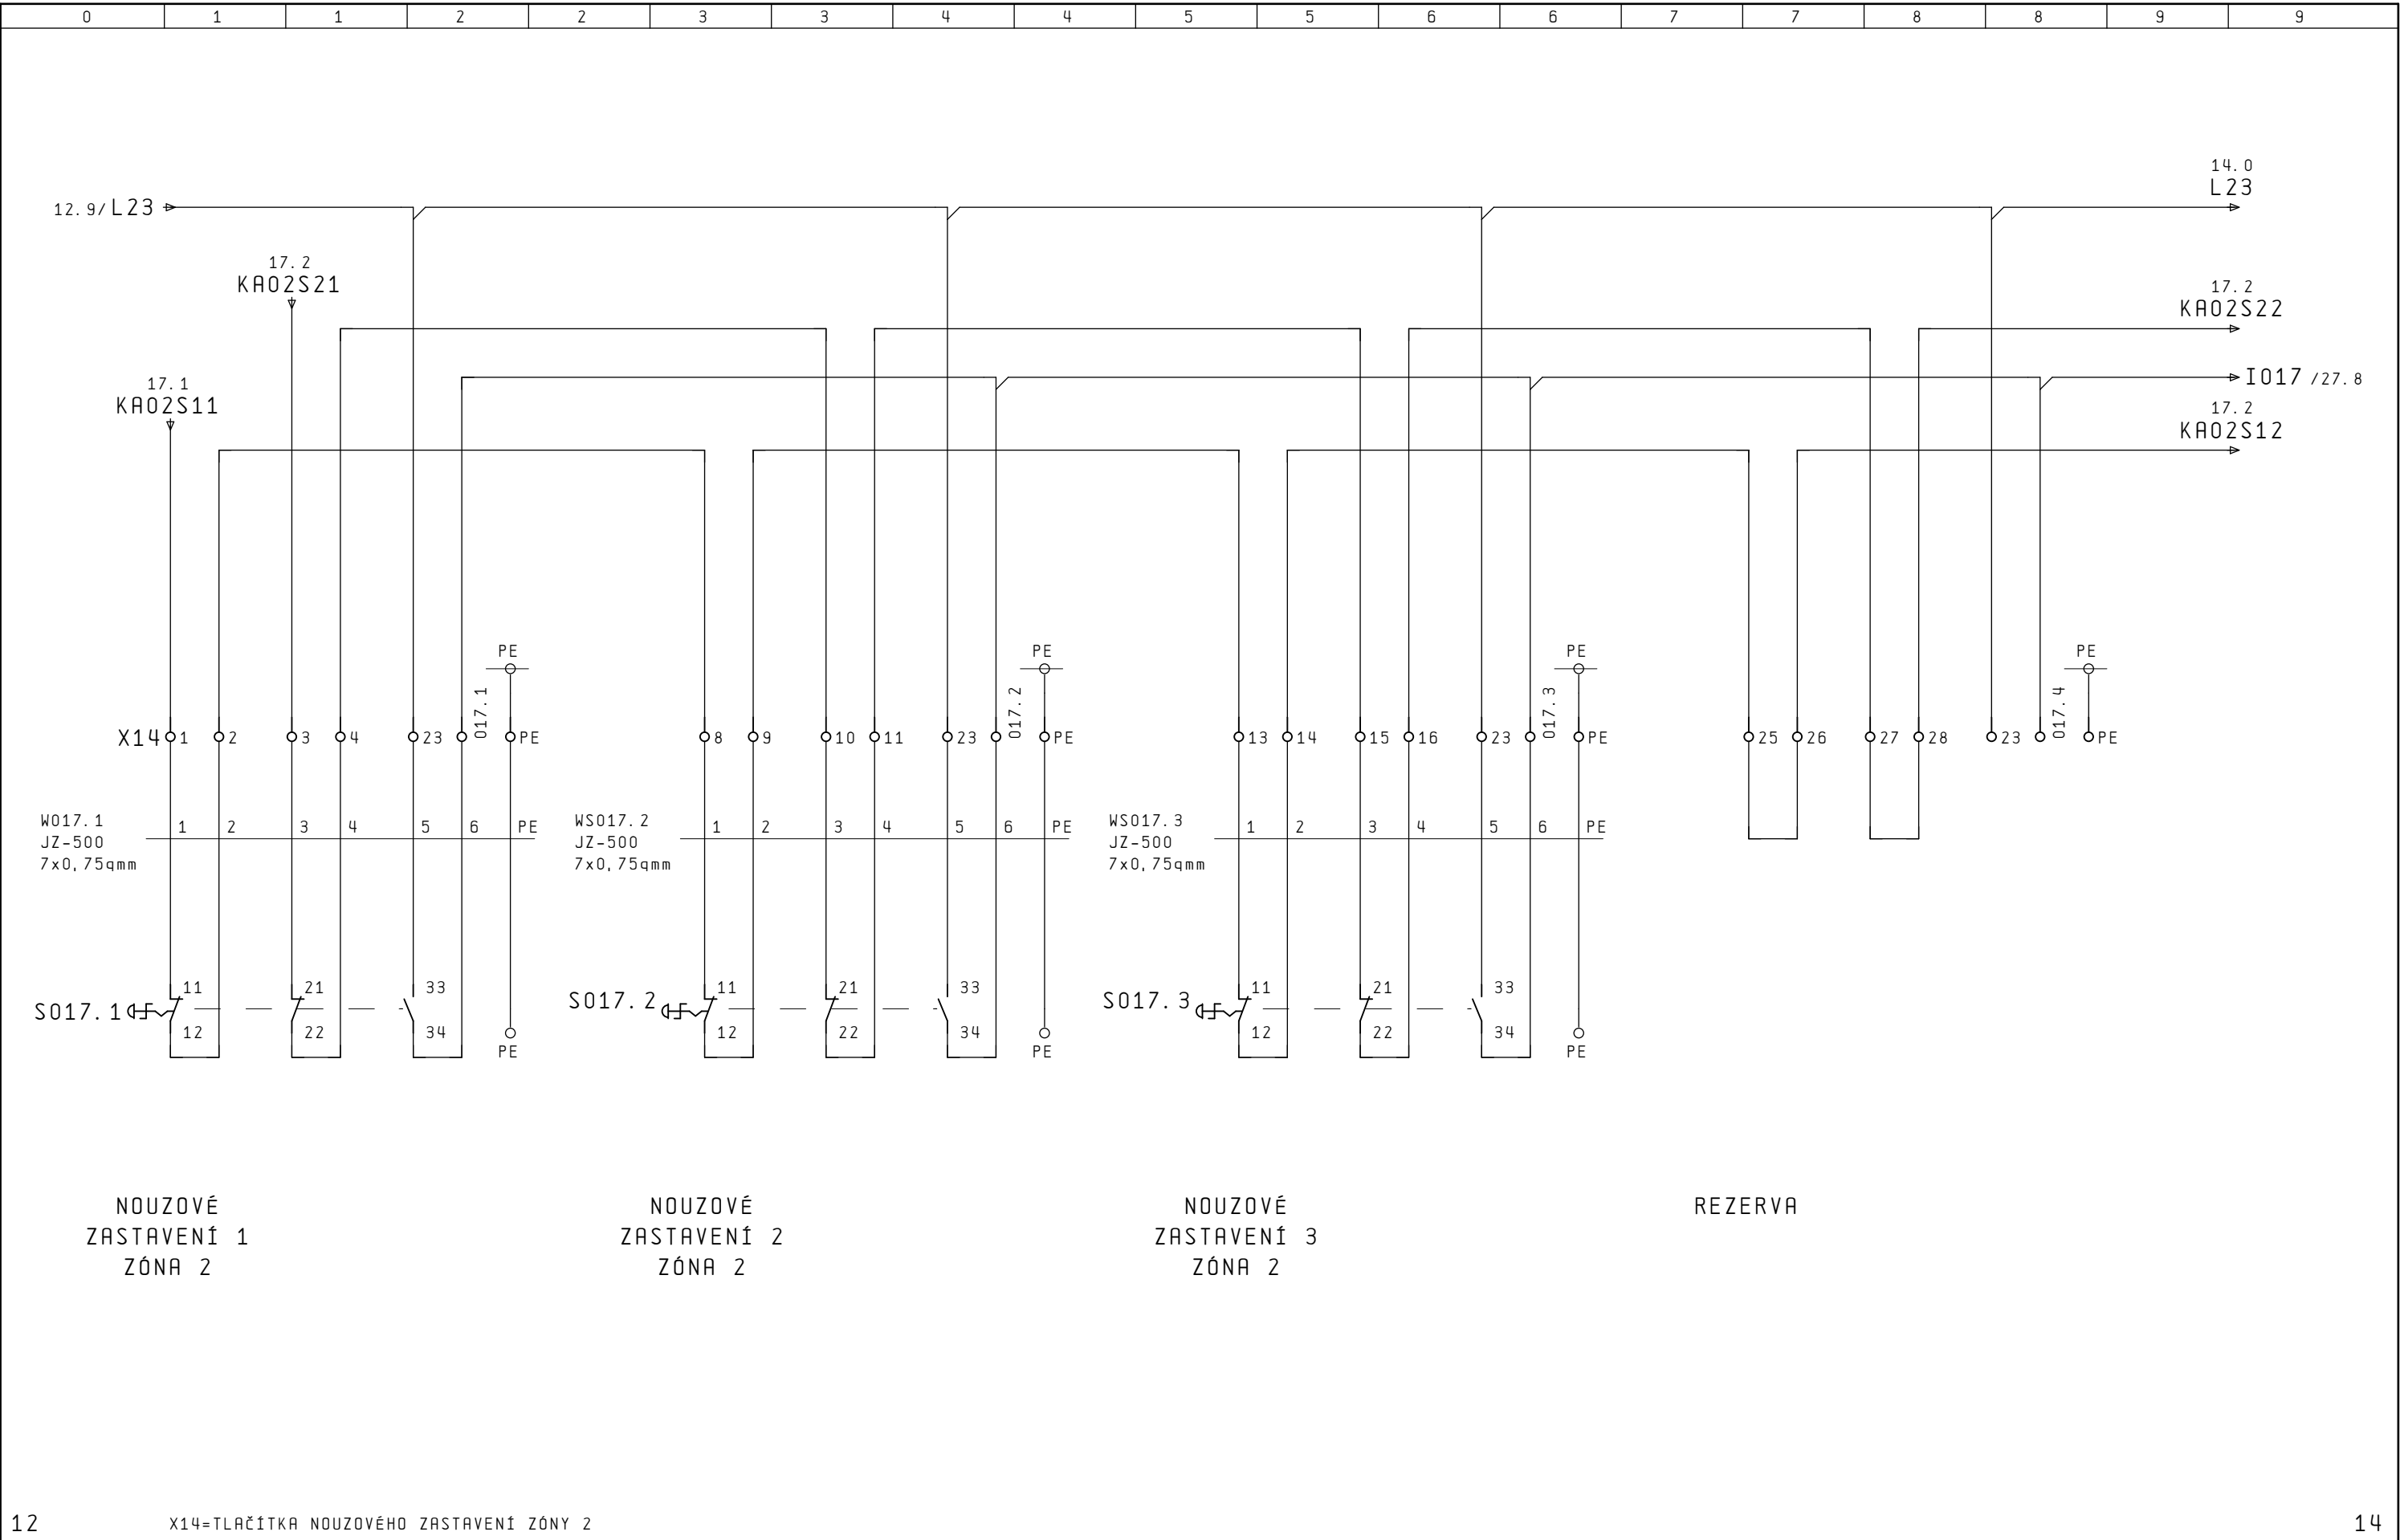 0 1 1 2 2 3 3 4 4 5 5 6 6 7 7 8 8 9 9
14.0
L23
12.9/L23
17.2
KA02S21
17.2
KA02S22
17.1
KA02S11
I017 /27.8
17.2
KA02S12
PE PE PE PE
017.1 017.2 017.3 017.4
X14 1 2 3 4 23 PE 8 9 10 11 23 PE 13 14 15 16 23 PE 25 26 27 28 23 PE
W017.1
JZ-500
7x0,75qmm
1 2 3 4 5 6 PE
WS017.2
JZ-500
7x0,75qmm
1 2 3 4 5 6 PE
WS017.3
JZ-500
7x0,75qmm
1 2 3 4 5 6 PE
11 21 33 11 21 33 11 21 33
S017.1 S017.2 S017.3
12 22 34 12 22 34 12 22 34
PE PE PE
NOUZOVÉ
ZASTAVENÍ 1
ZÓNA 2
NOUZOVÉ
ZASTAVENÍ 2
ZÓNA 2
NOUZOVÉ
ZASTAVENÍ 3
ZÓNA 2
REZERVA
12
X14=TLAČÍTKA NOUZOVÉHO ZASTAVENÍ ZÓNY 2
14